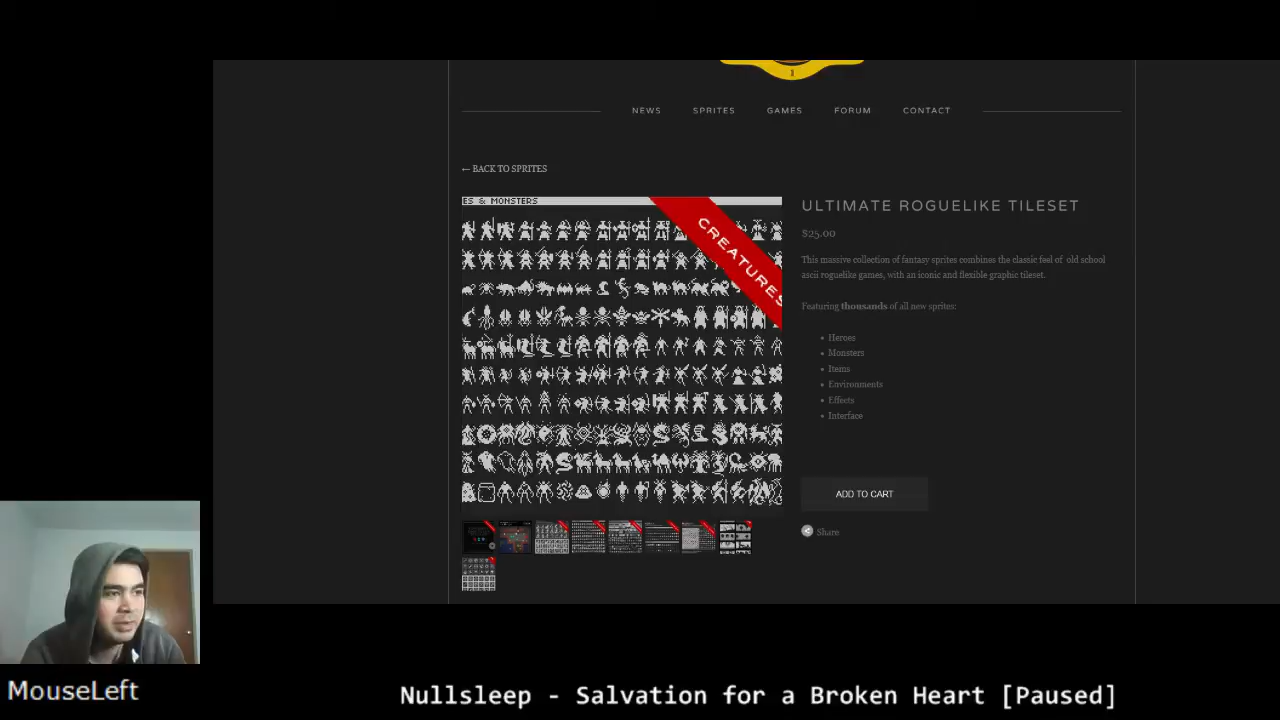 1
NEWS SPRITES GAMES FORUM CONTACT
← BACK TO SPRITES
ES & MONSTERS
CREATURES
ULTIMATE ROGUELIKE TILESET
$25.00
This massive collection of fantasy sprites combines the classic feel of old school
ascii roguelike games, with an iconic and flexible graphic tileset.
Featuring thousands of all new sprites:
• Heroes
• Monsters
• Items
• Environments
• Effects
• Interface
ADD TO CART
Share
MouseLeft
Nullsleep - Salvation for a Broken Heart [Paused]